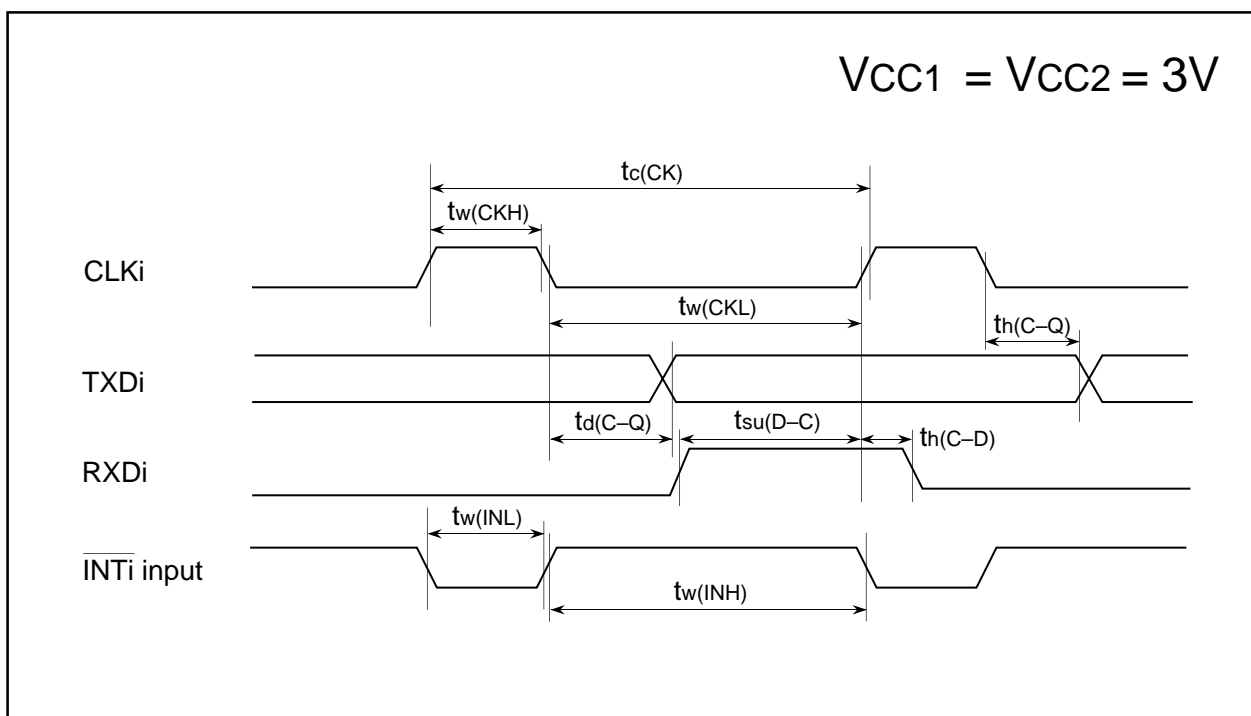 VCC1 = VCC2 = 3V
tc(CK)
tw(CKH)
CLKi
tw(CKL)
th(C–Q)
TXDi
td(C–Q)
tsu(D–C)
th(C–D)
RXDi
tw(INL)
INTi input
tw(INH)